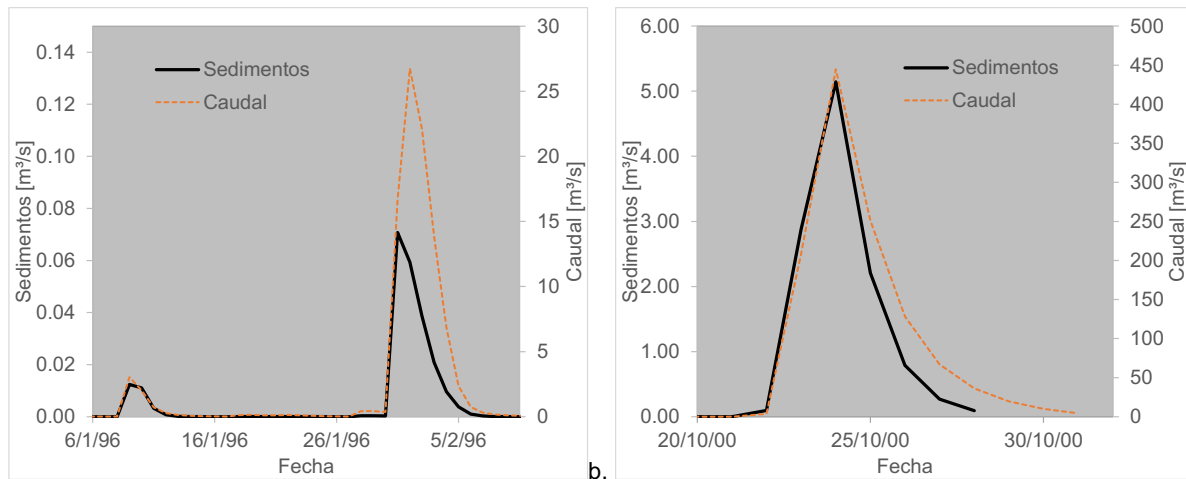 Sedimentos [m³/s]
0.14
0.12
0.10
0.08
0.06
0.04
0.02
0.00
Sedimentos
Caudal
30
25
20
15
10
5
0
Caudal [m³/s]
6/1/96 16/1/96 26/1/96 5/2/96
Fecha
b.
Sedimentos [m³/s]
6.00
5.00
4.00
3.00
2.00
1.00
0.00
Sedimentos
Caudal
500
450
400
350
300
250
200
150
100
50
0
Caudal [m³/s]
20/10/00 25/10/00 30/10/00
Fecha